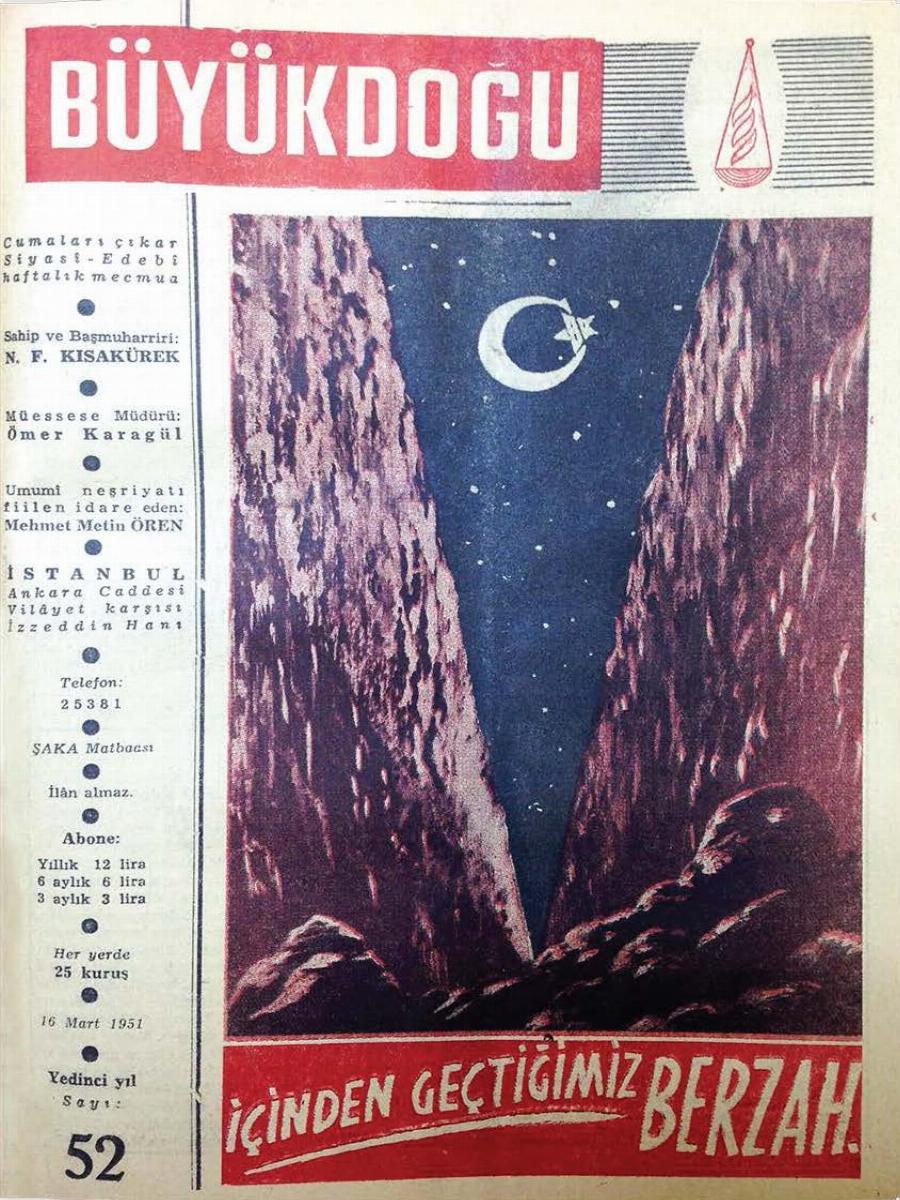 BÜYÜKDOĞU
Cumaları çıkar
Siyasî - Edebî
haftalık mecmua
Sahip ve Başmuharriri:
N. F. KISAKÜREK
Müessese Müdürü:
Ömer Karagül
Umumî neşriyatı
fiilen idare eden:
Mehmet Metin ÖREN
İSTANBUL
Ankara Caddesi
Vilâyet karşısı
İzzeddin Hanı
Telefon:
25381
ŞAKA Matbaası
İlân almaz.
Abone:
Yıllık 12 lira
6 aylık 6 lira
3 aylık 3 lira
Her yerde
25 kuruş
16 Mart 1951
Yedinci yıl
Sayı:
52
İÇİNDEN GEÇTİĞİMİZ BERZAH.